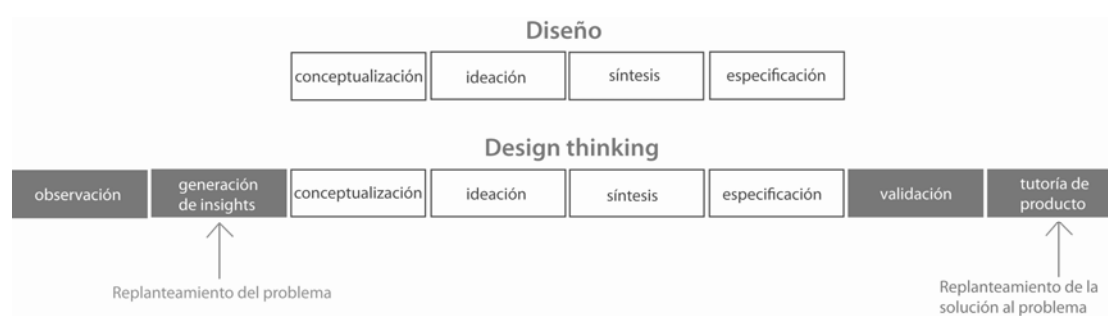 Diseño
conceptualización
ideación
síntesis
especificación
Design thinking
observación
generación
de insights
conceptualización
ideación
síntesis
especificación
validación
tutoría de
producto
Replanteamiento del problema
Replanteamiento de la
solución al problema